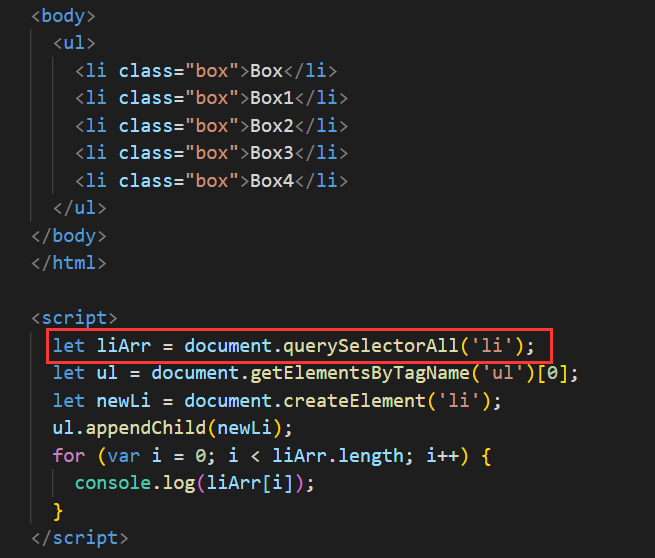 <body>
<ul>
<li class="box">Box</li>
<li class="box">Box1</li>
<li class="box">Box2</li>
<li class="box">Box3</li>
<li class="box">Box4</li>
</ul>
</body>
</html>
<script>
let liArr = document.querySelectorAll('li');
let ul = document.getElementsByTagName('ul')[0];
let newLi = document.createElement('li');
ul.appendChild(newLi);
for (var i = 0; i < liArr.length; i++) {
console.log(liArr[i]);
}
</script>